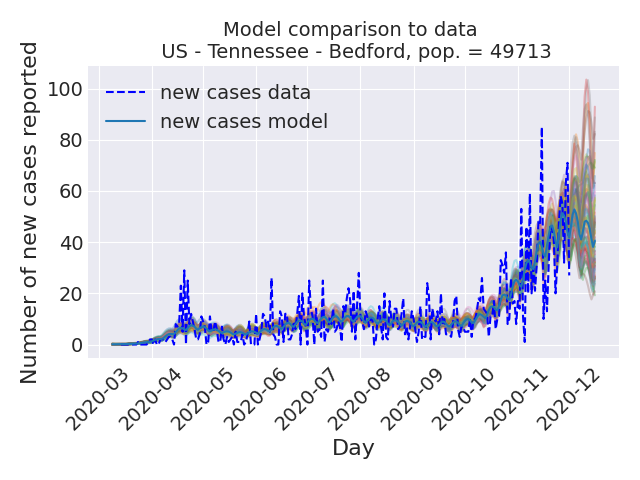 Model comparison to data
US - Tennessee - Bedford, pop. = 49713
Number of new cases reported
100
80
60
40
20
0
new cases data
new cases model
2020-03
2020-04
2020-05
2020-06
2020-07
2020-08
2020-09
2020-10
2020-11
2020-12
Day